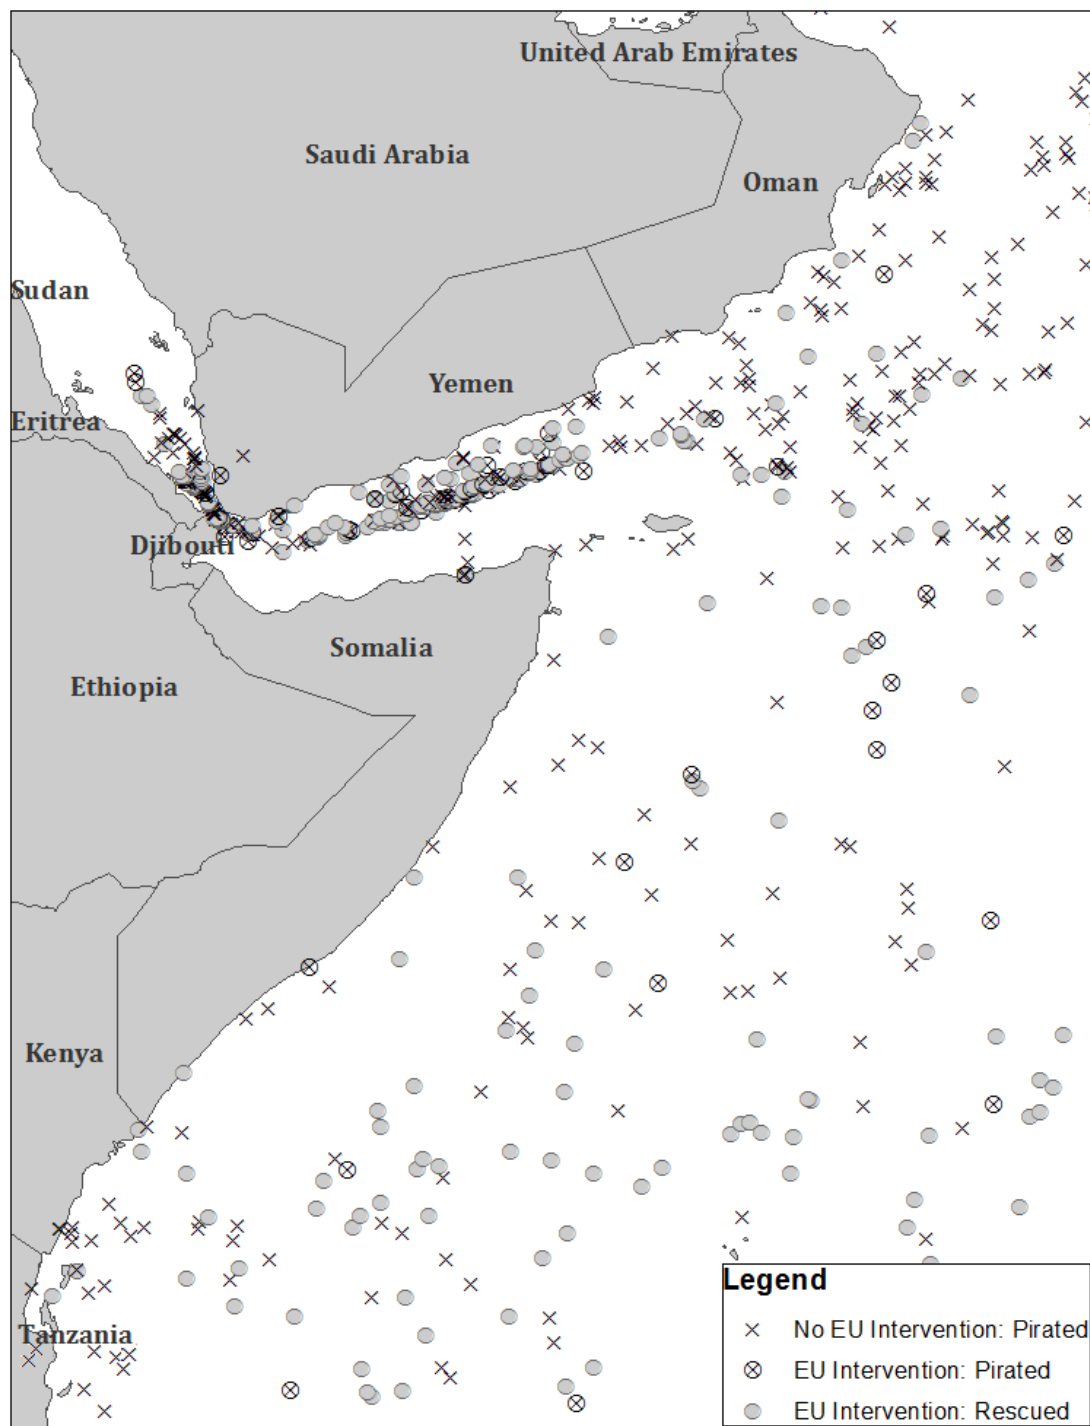 United Arab Emirates
Saudi Arabia
Oman
Sudan
Yemen
Eritrea
Djibouti
Somalia
Ethiopia
Kenya
Tanzania
Legend
No EU Intervention: Pirated
EU Intervention: Pirated
EU Intervention: Rescued